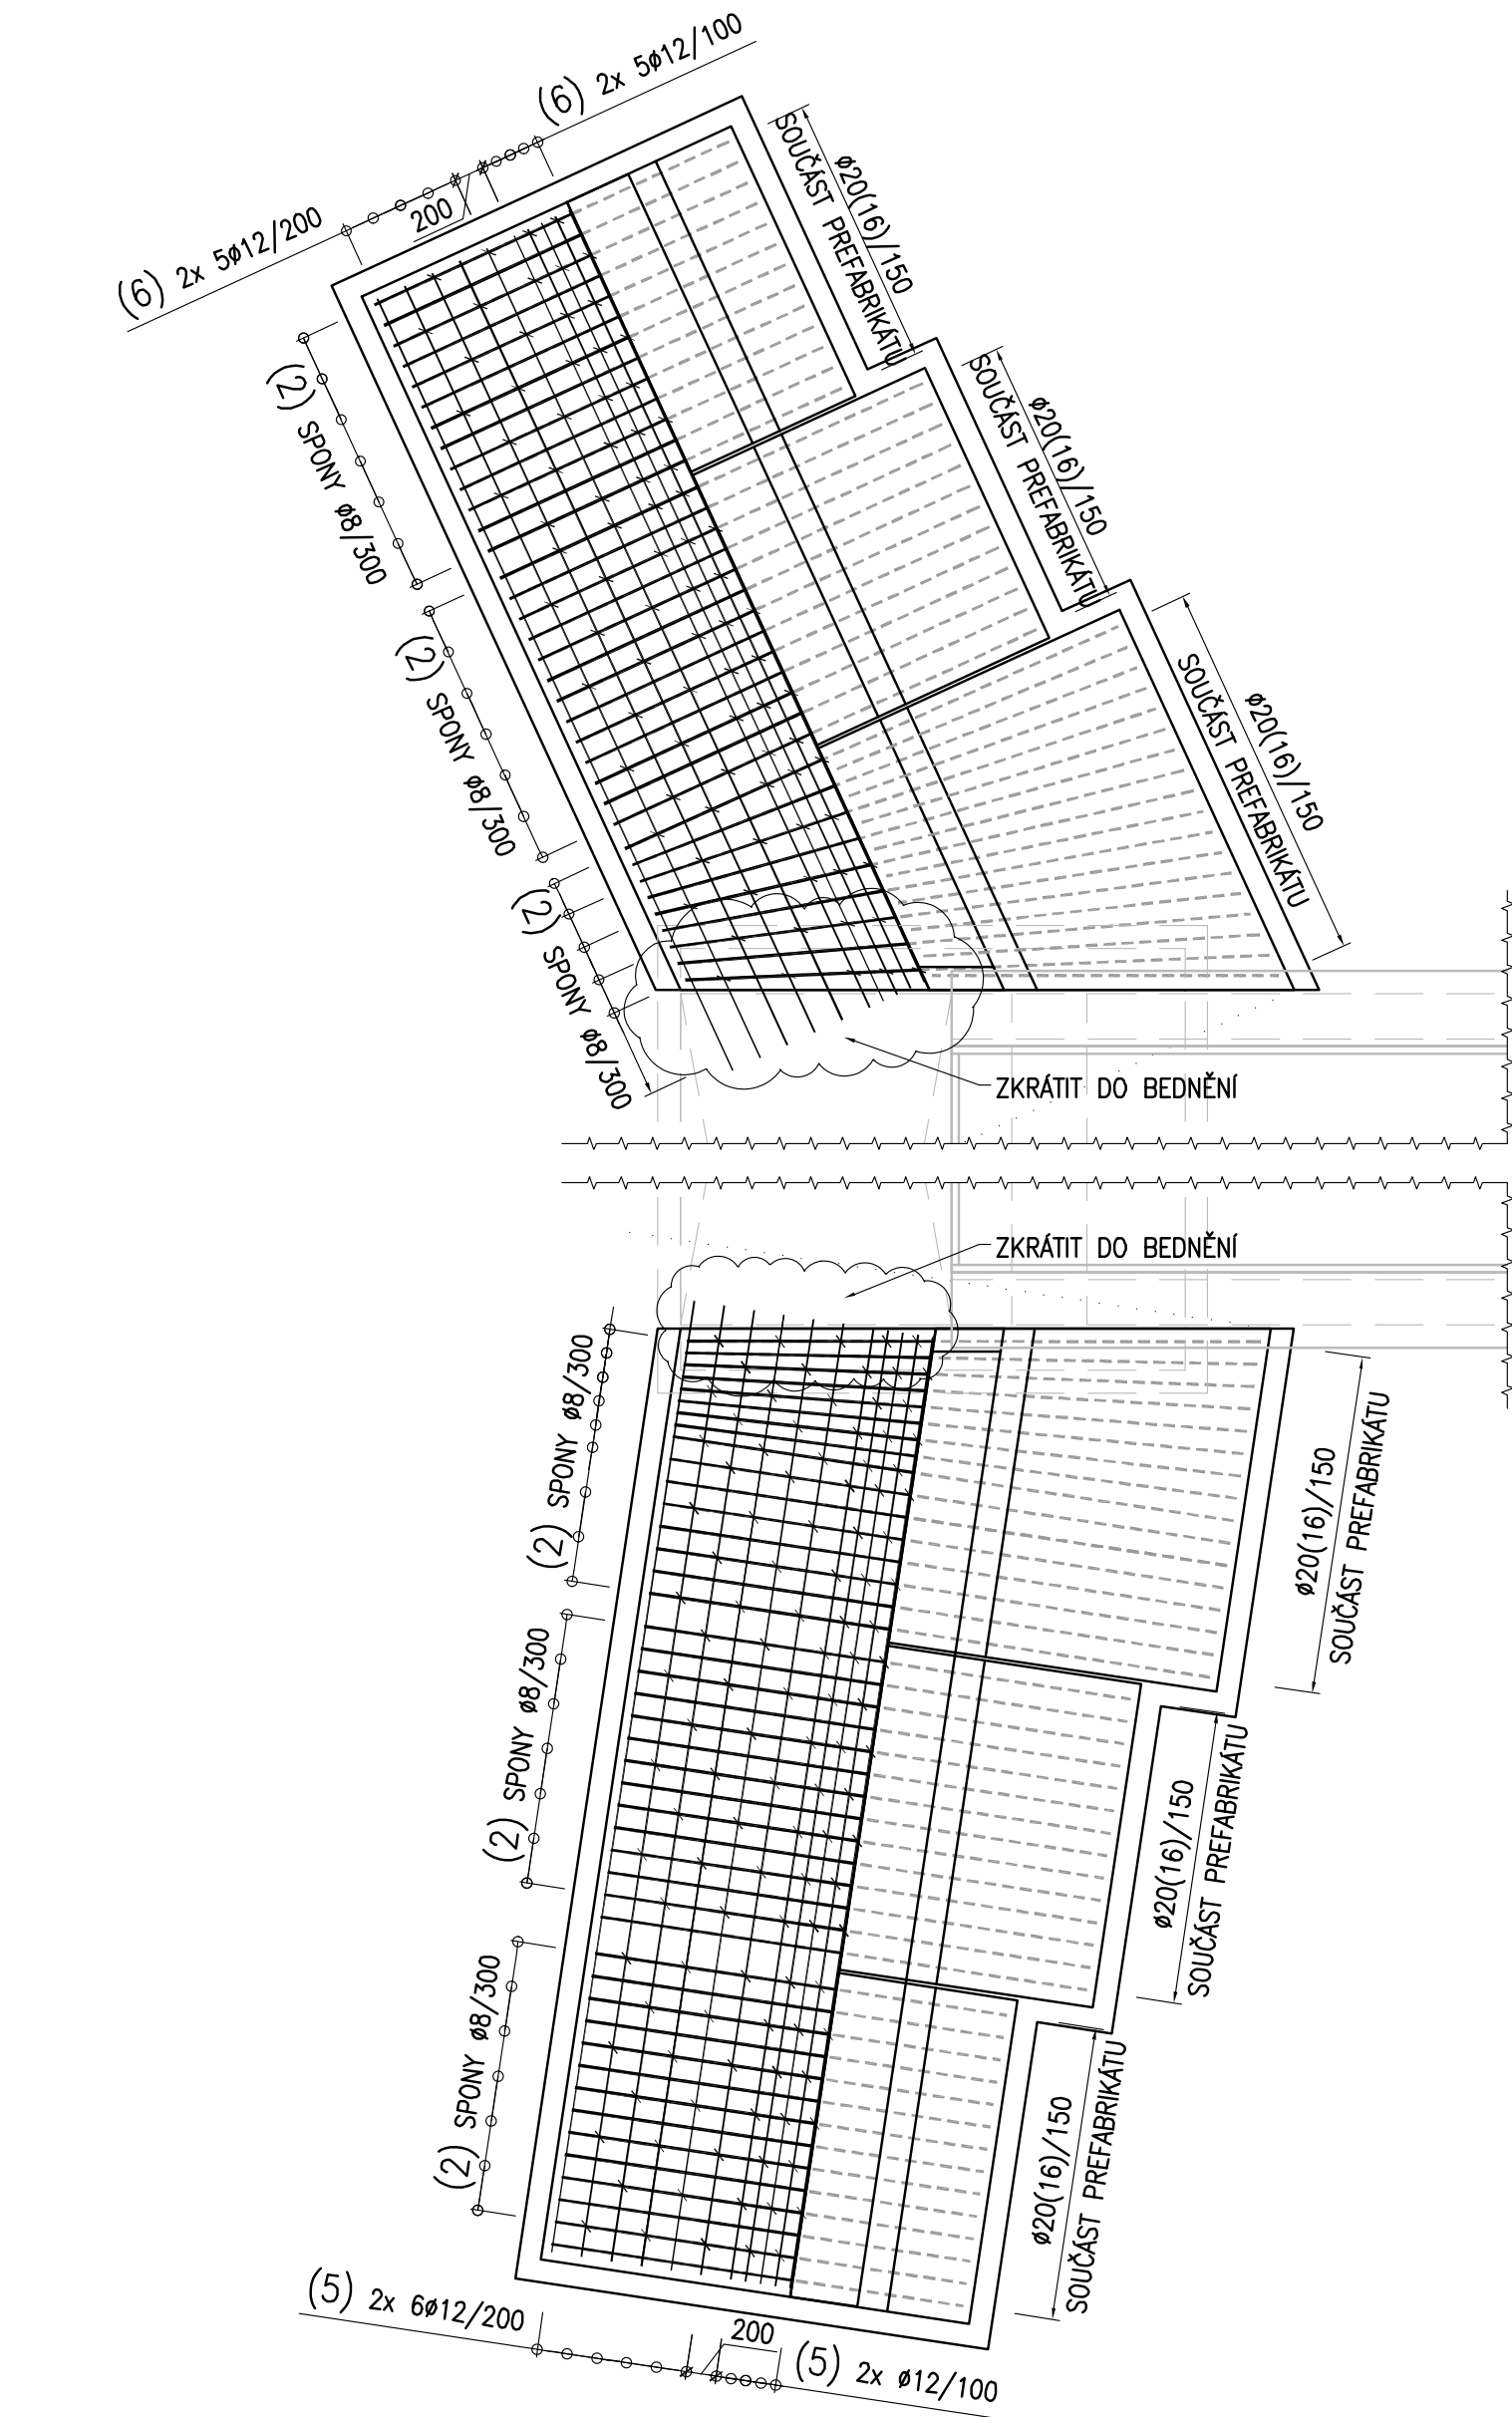 (6) 2x 5ø12/100
(6) 2x 5ø12/200
200
ø20(16)/150
SOUČÁST PREFABRIKÁTU
(2) SPONY ø8/300
ø20(16)/150
SOUČÁST PREFABRIKÁTU
(2) SPONY ø8/300
ø20(16)/150
SOUČÁST PREFABRIKÁTU
(2) SPONY ø8/300
ZKRÁTIT DO BEDNĚNÍ
ZKRÁTIT DO BEDNĚNÍ
(2) SPONY ø8/300
ø20(16)/150
SOUČÁST PREFABRIKÁTU
(2) SPONY ø8/300
ø20(16)/150
SOUČÁST PREFABRIKÁTU
(2) SPONY ø8/300
ø20(16)/150
SOUČÁST PREFABRIKÁTU
(5) 2x 6ø12/200
200
(5) 2x ø12/100